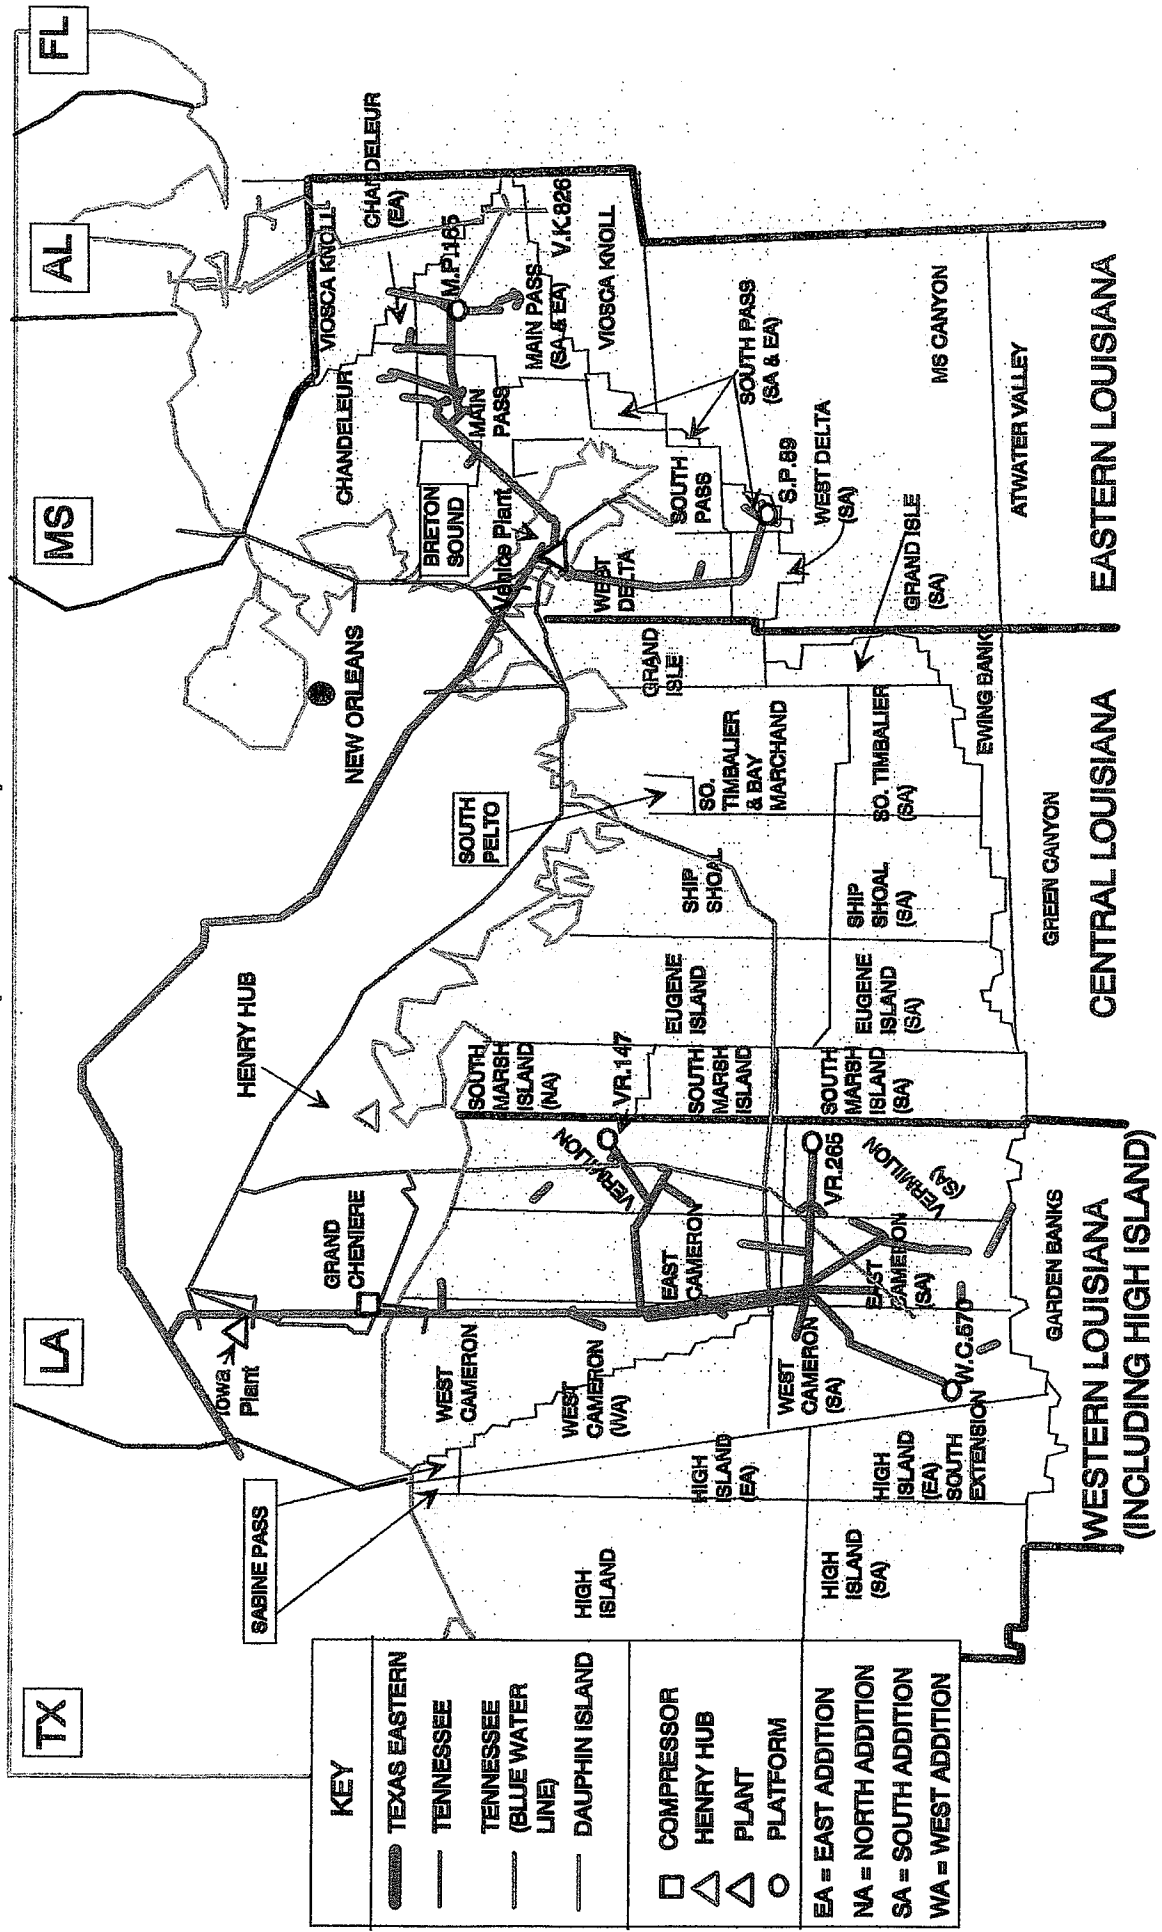 TX
LA
MS
AL
FL
SABINE PASS
Iowa
Plant
GRAND
CHENIERE
HENRY HUB
NEW ORLEANS
SOUTH
PELTO
BRETON
SOUND
Venice Plant
CHANDELEUR
VIOSCA KNOLL
CHANDELEUR
(EA)
M.P.165
V.K.826
MAIN PASS
(SA & EA)
VIOSCA KNOLL
MAIN
PASS
SOUTH PASS
(SA & EA)
SOUTH
PASS
S.P.89
WEST DELTA
(SA)
WEST
DELTA
GRAND ISLE
(SA)
GRAND
ISLE
MS CANYON
ATWATER VALLEY
EWING BANK
SO.
TIMBALIER
& BAY
MARCHAND
SO. TIMBALIER
(SA)
SHIP
SHOAL
SHIP
SHOAL
(SA)
GREEN CANYON
EUGENE
ISLAND
EUGENE
ISLAND
(SA)
SOUTH
MARSH
ISLAND
(NA)
VR.147
SOUTH
MARSH
ISLAND
SOUTH
MARSH
ISLAND
(SA)
VERMILION
VR.265
VERMILION
(SA)
EAST
CAMERON
EAST
CAMERON
(SA)
WEST
CAMERON
WEST
CAMERON
(WA)
WEST
CAMERON
(SA)
W.C.570
GARDEN BANKS
HIGH
ISLAND
(EA)
HIGH
ISLAND
(EA)
SOUTH
EXTENSION
HIGH
ISLAND
HIGH
ISLAND
(SA)
WESTERN LOUISIANA
(INCLUDING HIGH ISLAND)
CENTRAL LOUISIANA
EASTERN LOUISIANA
KEY
TEXAS EASTERN
TENNESSEE
TENNESSEE
(BLUE WATER
LINE)
DAUPHIN ISLAND
COMPRESSOR
HENRY HUB
PLANT
PLATFORM
EA = EAST ADDITION
NA = NORTH ADDITION
SA = SOUTH ADDITION
WA = WEST ADDITION